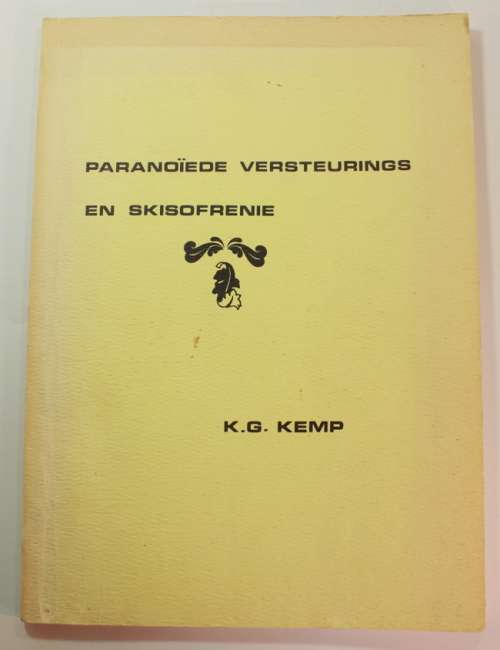 PARANOÏEDE VERSTEURINGS
EN SKISOFRENIE
K.G. KEMP